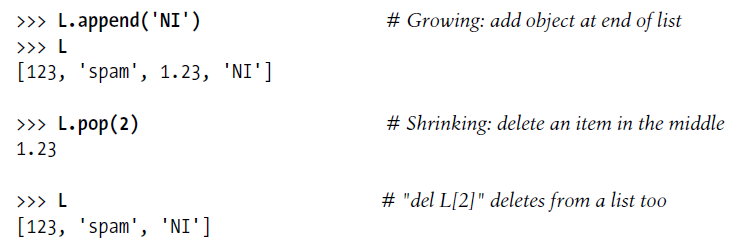 >>> L.append('NI') # Growing: add object at end of list
>>> L
[123, 'spam', 1.23, 'NI']
>>> L.pop(2) # Shrinking: delete an item in the middle
1.23
>>> L # "del L[2]" deletes from a list too
[123, 'spam', 'NI']